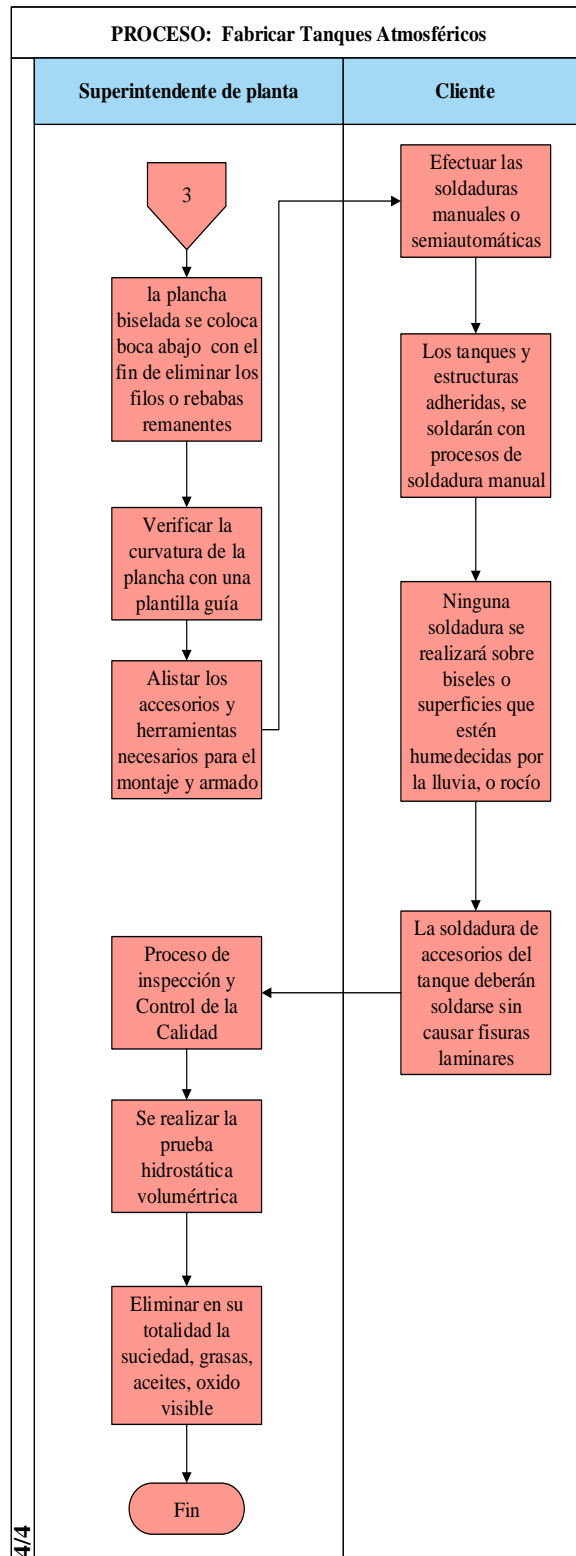 PROCESO: Fabricar Tanques Atmosféricos
Superintendente de planta
Cliente
3
la plancha
biselada se coloca
boca abajo con el
fin de eliminar los
filos o rebabas
remanentes
Verificar la
curvatura de la
plancha con una
plantilla guía
Alistar los
accesorios y
herramientas
necesarios para el
montaje y armado
Efectuar las
soldaduras
manuales o
semiautomáticas
Los tanques y
estructuras
adheridas, se
soldarán con
procesos de
soldadura manual
Ninguna
soldadura se
realizará sobre
biseles o
superficies que
estén
humedecidas por
la lluvia, o rocío
La soldadura de
accesorios del
tanque deberán
soldarse sin
causar fisuras
laminares
Proceso de
inspección y
Control de la
Calidad
Se realizar la
prueba
hidrostática
volumértrica
Eliminar en su
totalidad la
suciedad, grasas,
aceites, oxido
visible
Fin
4/4